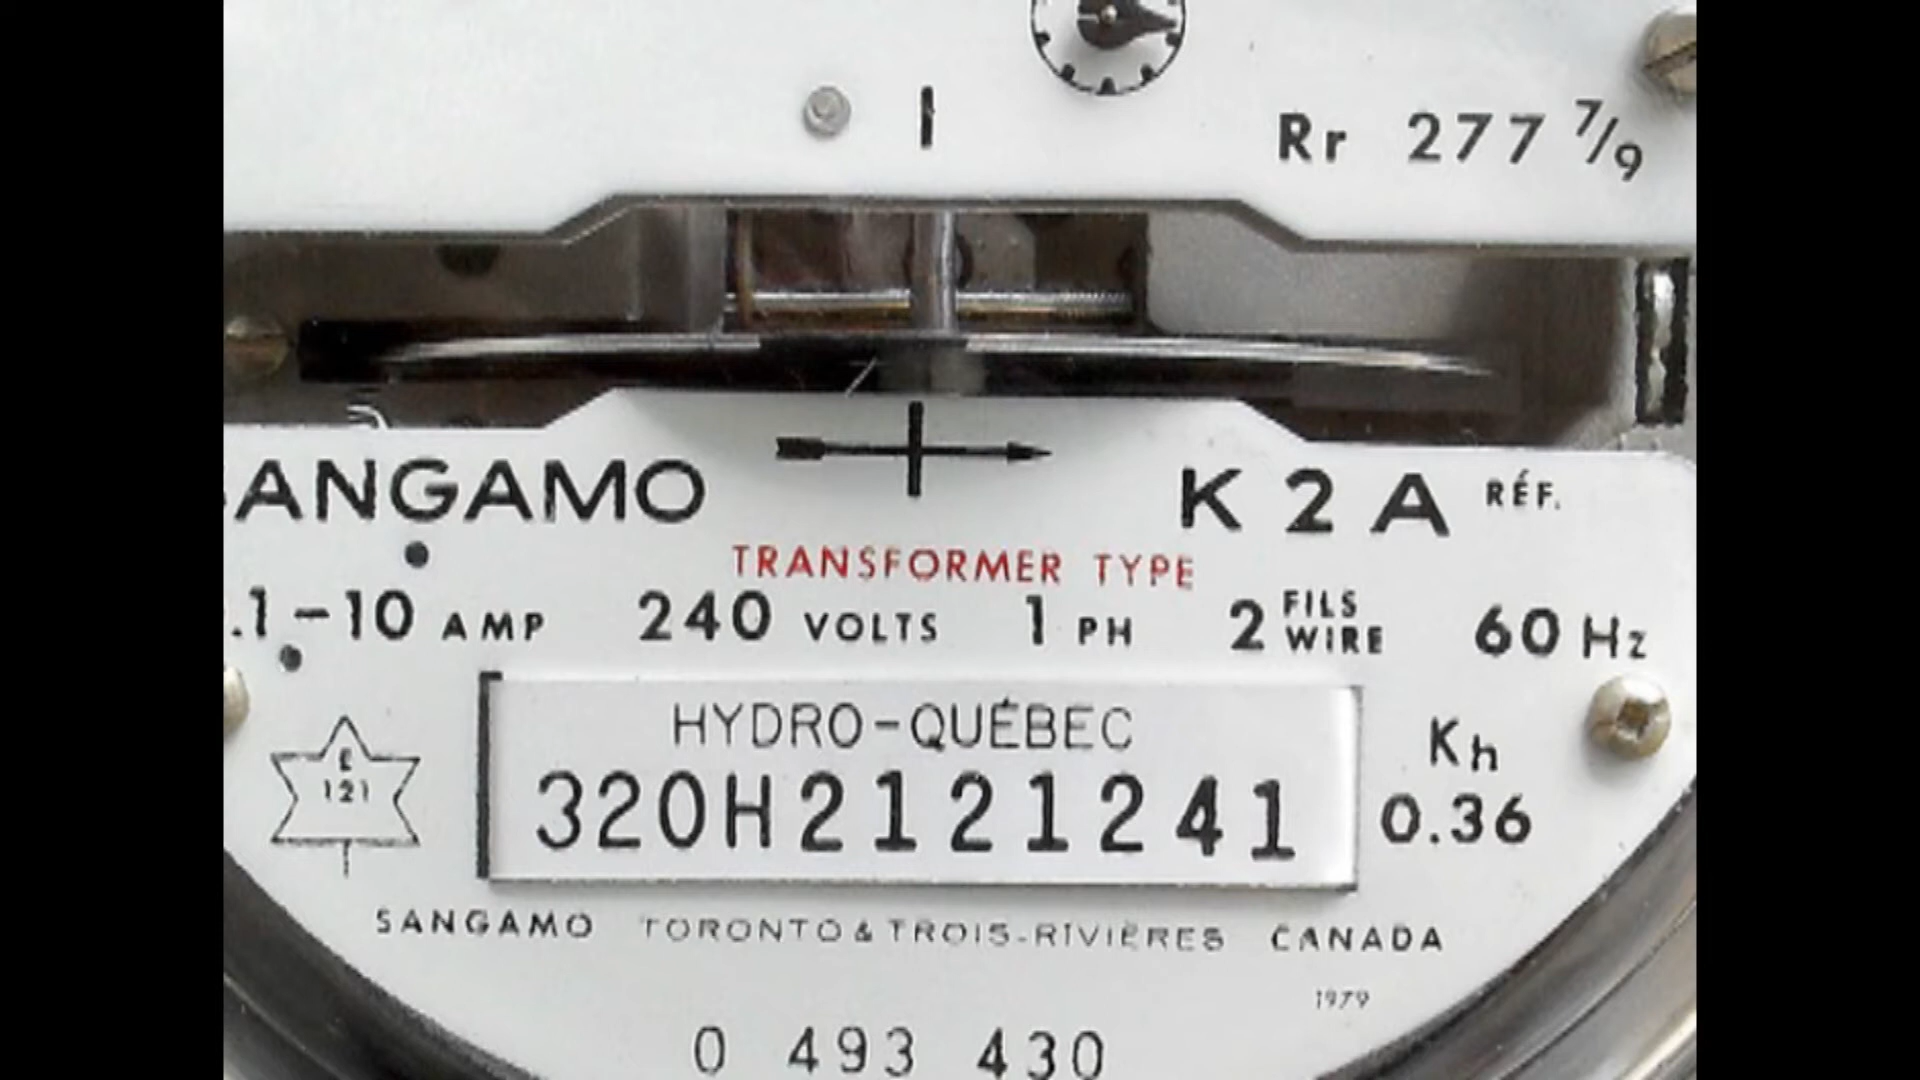 Rr 277 7/9
SANGAMO
K2A RÉF.
TRANSFORMER TYPE
.1-10 AMP 240 VOLTS 1 PH 2 FILS WIRE 60 Hz
HYDRO-QUÉBEC
320H2121241
E
121
Kh
0.36
SANGAMO TORONTO & TROIS-RIVIÈRES CANADA
1979
0 493 430